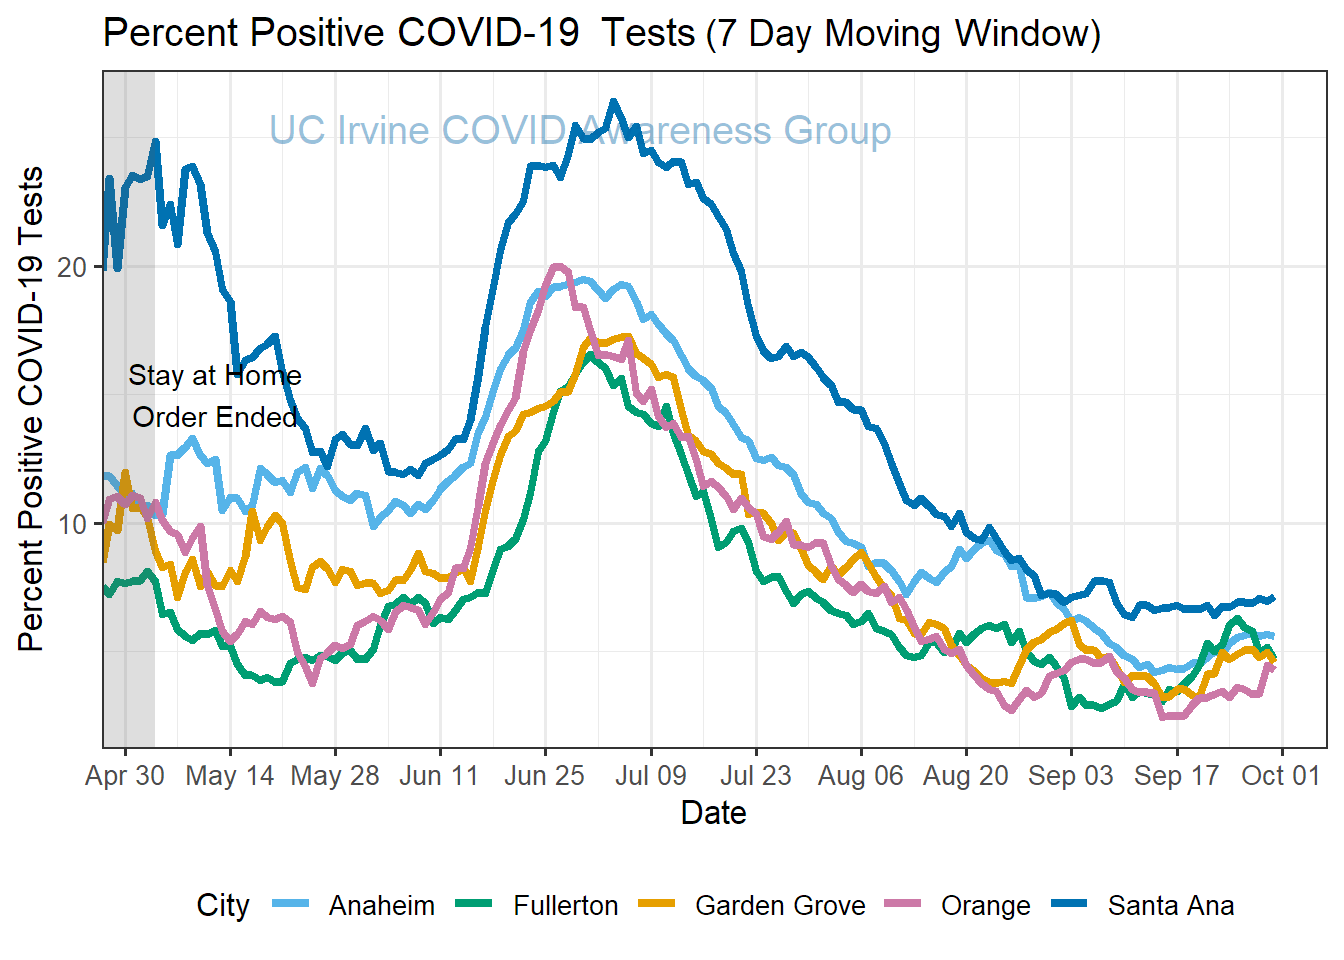 Percent Positive COVID-19  Tests (7 Day Moving Window)
UC Irvine COVID Awareness Group
Percent Positive COVID-19 Tests
20
10
Stay at Home
Order Ended
Apr 30 May 14 May 28 Jun 11 Jun 25 Jul 09 Jul 23 Aug 06 Aug 20 Sep 03 Sep 17 Oct 01
Date
City Anaheim Fullerton Garden Grove Orange Santa Ana